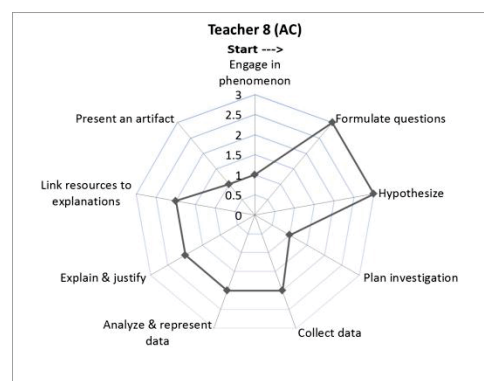 Teacher 8 (AC)
Start --->
Engage in
phenomenon
3
2.5
2
1.5
1
0.5
0
Formulate questions
Hypothesize
Plan investigation
Collect data
Analyze & represent
data
Explain & justify
Link resources to
explanations
Present an artifact